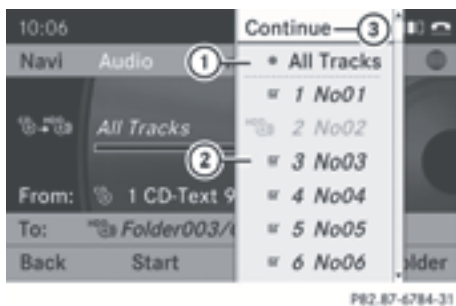 10:06
Continue 3
Navi Audio
1 All Tracks
1 No01
2 No02
All Tracks
2 3 No03
From: 1 CD-Text 9
4 No04
To: Folder003/
5 No05
Back Start
6 No06
older
P82.87-6784-31